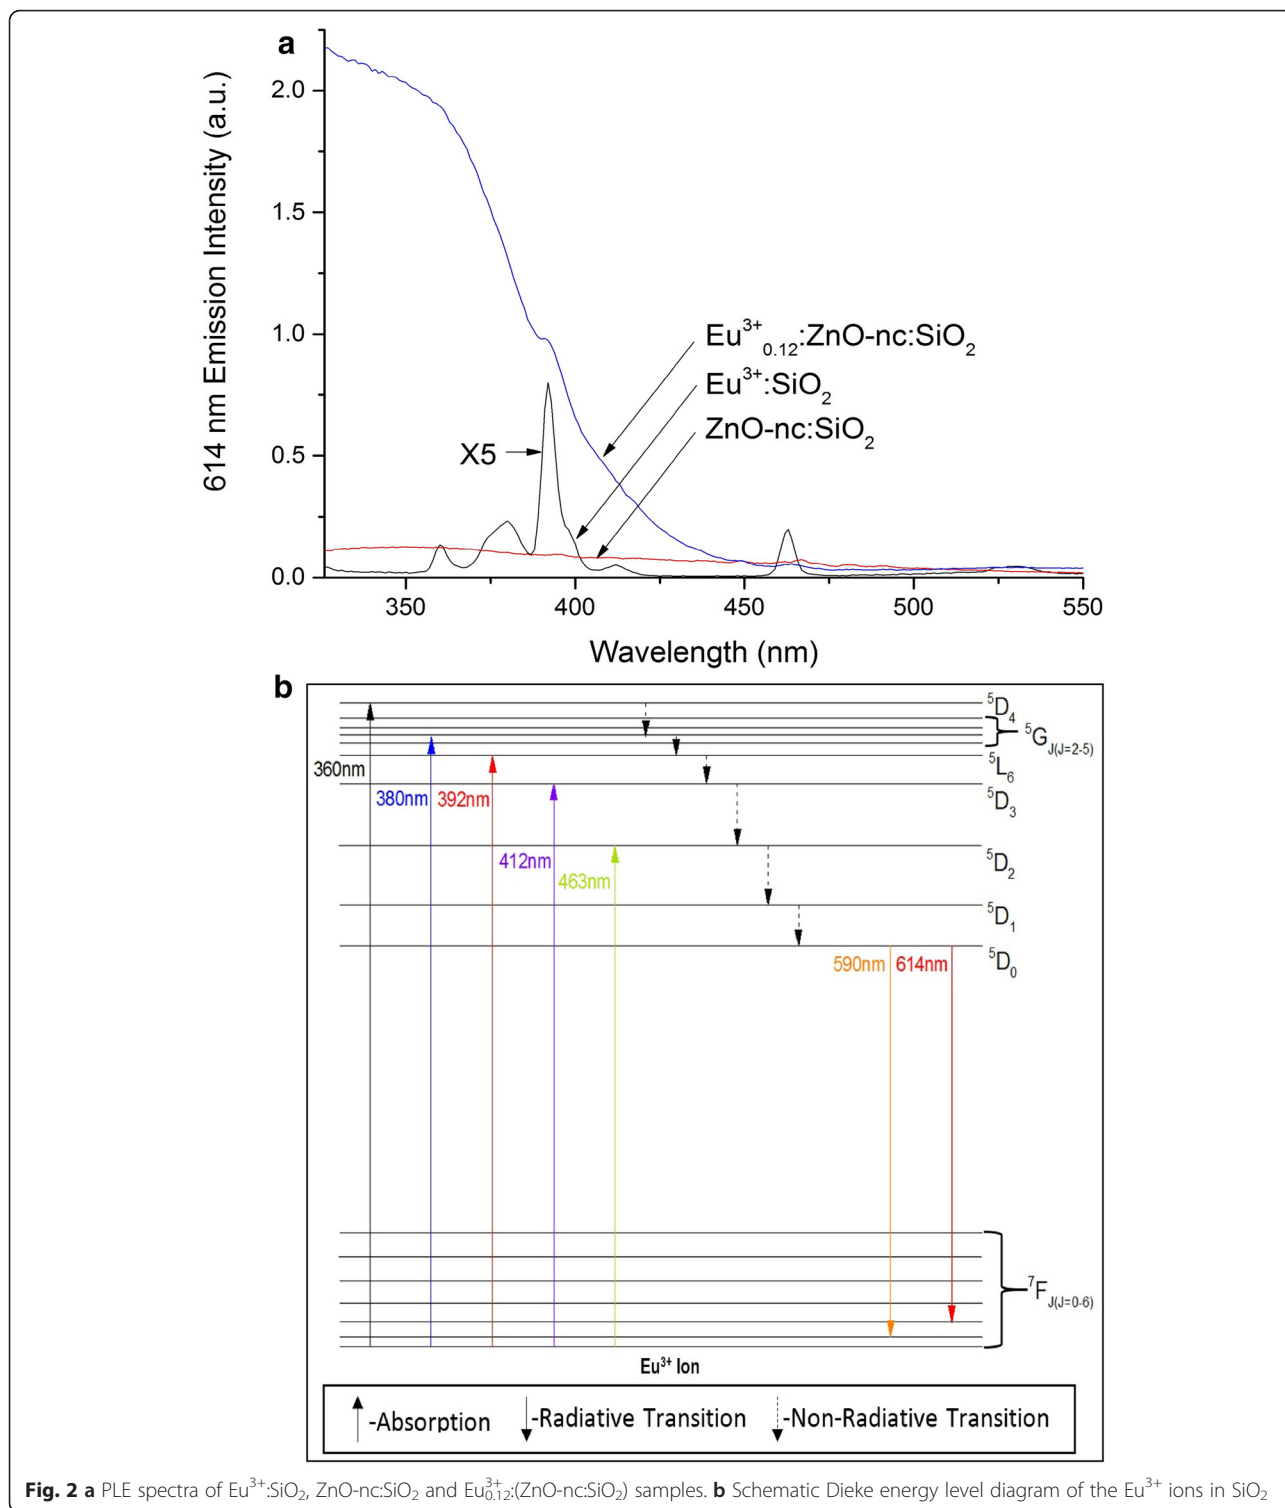 a
614 nm Emission Intensity (a.u.)
2.0
1.5
1.0
0.5
0.0
Eu³⁺₀.₁₂:ZnO-nc:SiO₂
Eu³⁺:SiO₂
ZnO-nc:SiO₂
X5
350 400 450 500 550
Wavelength (nm)
b
⁵D₄
⁵G J(J=2-5)
⁵L₆
360nm
380nm 392nm
⁵D₃
412nm
⁵D₂
463nm
⁵D₁
590nm 614nm
⁵D₀
⁷F J(J=0-6)
Eu³⁺ Ion
-Absorption -Radiative Transition -Non-Radiative Transition
Fig. 2 a PLE spectra of Eu³⁺:SiO₂, ZnO-nc:SiO₂ and Eu³⁺₀.₁₂:(ZnO-nc:SiO₂) samples. b Schematic Dieke energy level diagram of the Eu³⁺ ions in SiO₂